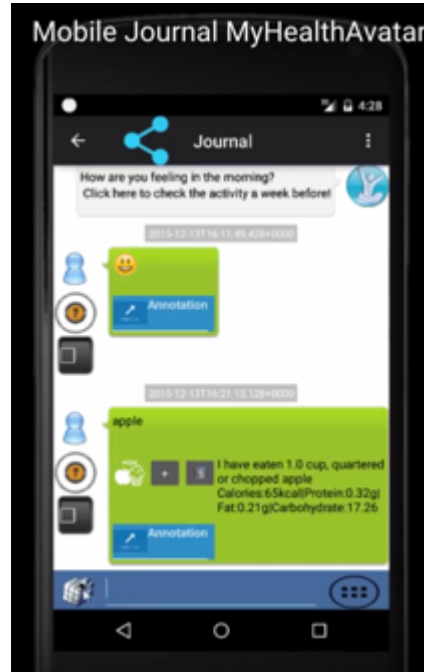 Mobile Journal MyHealthAvatar
4:28
Journal
How are you feeling in the morning?
Click here to check the activity a week before!
2015-12-13T16:11:49.428+0000
Annotation
2015-12-13T16:21:13.128+0000
apple
+
I have eaten 1.0 cup, quartered
or chopped apple
Calories:65kcal|Protein:0.32g|
Fat:0.21g|Carbohydrate:17.26
Annotation